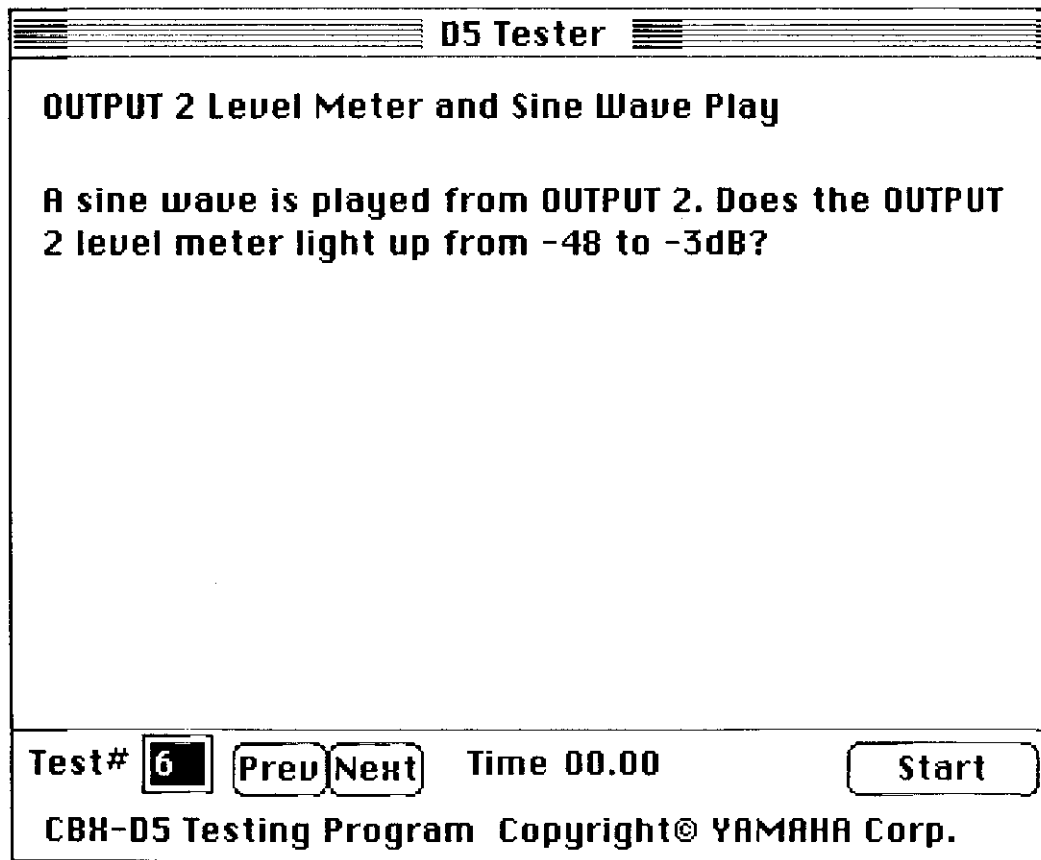 D5 Tester
OUTPUT 2 Level Meter and Sine Wave Play
A sine wave is played from OUTPUT 2. Does the OUTPUT
2 level meter light up from -48 to -3dB?
Test# 6 Prev Next Time 00.00 Start
CBX-D5 Testing Program Copyright© YAMAHA Corp.